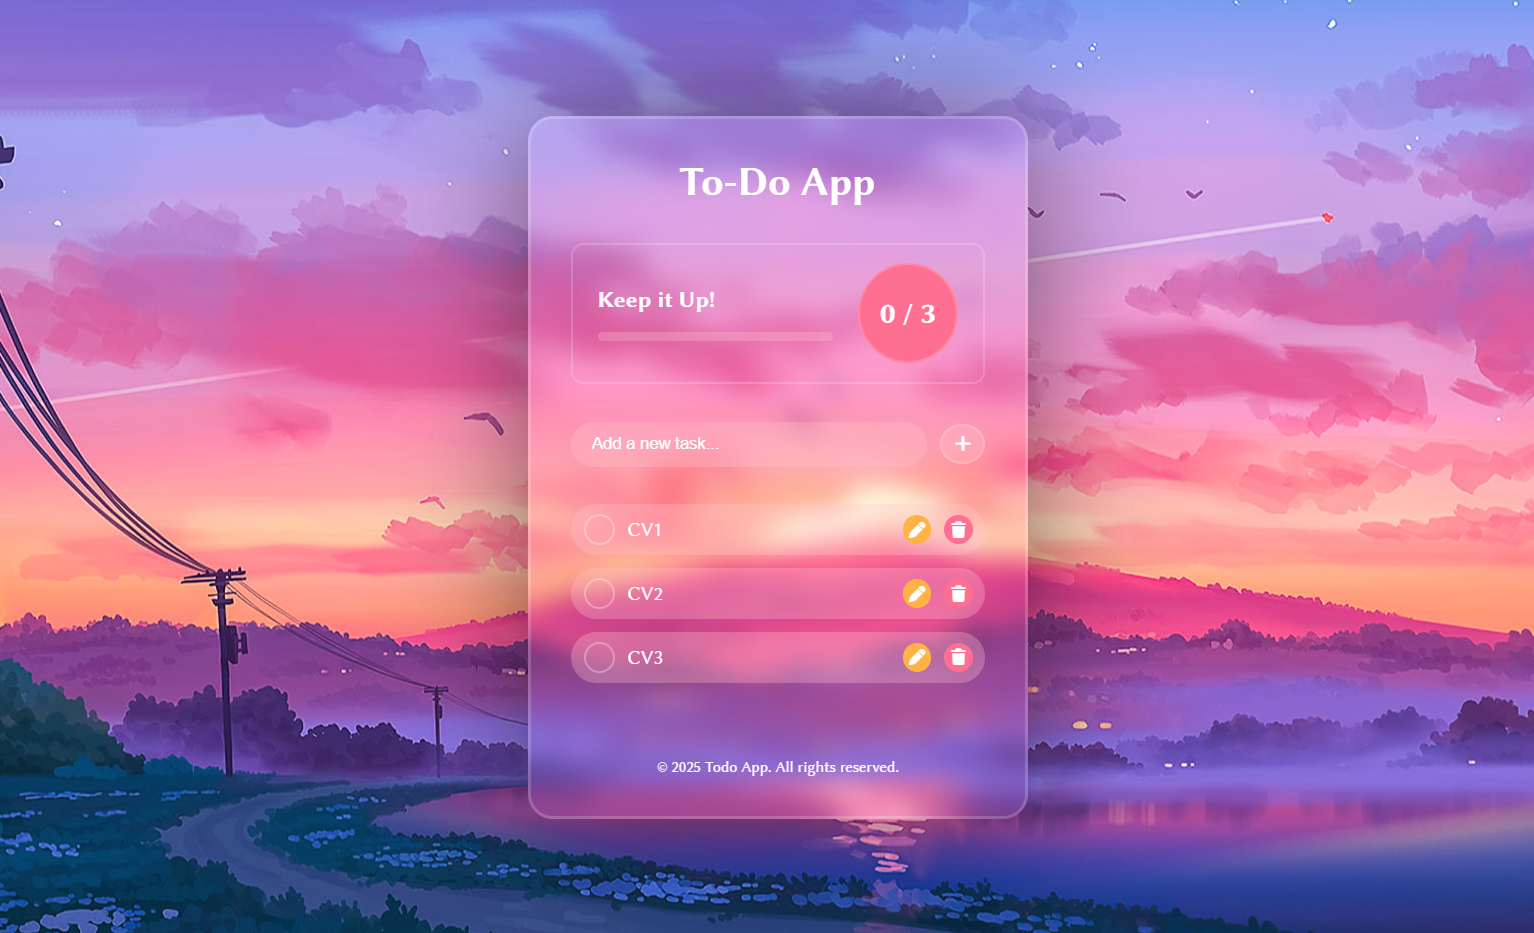 To-Do App
Keep it Up!
0 / 3
Add a new task...
CV1
CV2
CV3
© 2025 Todo App. All rights reserved.